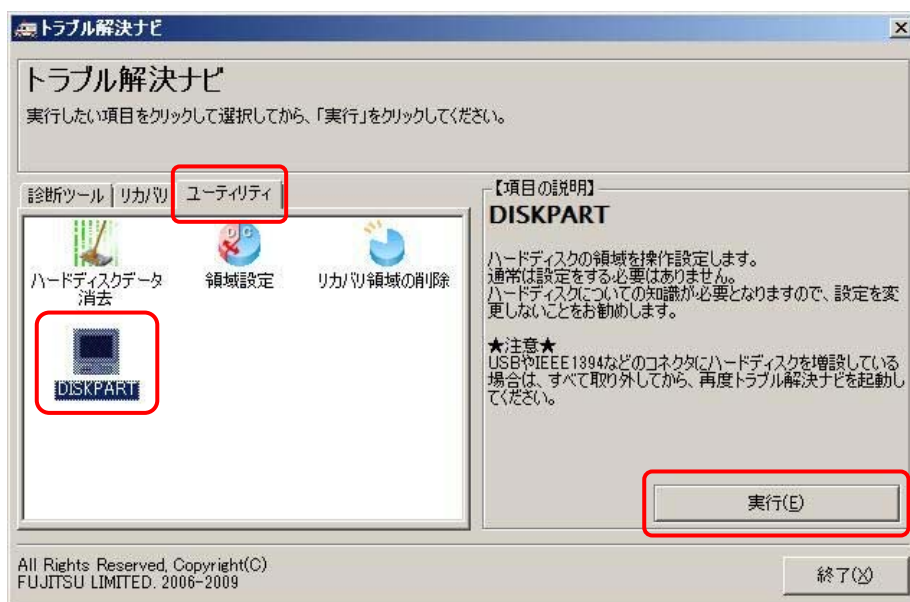 トラブル解決ナビ
トラブル解決ナビ
実行したい項目をクリックして選択してから、「実行」をクリックしてください。
診断ツール
リカバリ
ユーティリティ
ハードディスクデータ
消去
領域設定
リカバリ領域の削除
DISKPART
【項目の説明】
DISKPART
ハードディスクの領域を操作設定します。
通常は設定をする必要はありません。
ハードディスクについての知識が必要となりますので、設定を変
更しないことをお勧めします。
★注意★
USBやIEEE1394などのコネクタにハードディスクを増設している
場合は、すべて取り外してから、再度トラブル解決ナビを起動し
てください。
実行(E)
All Rights Reserved, Copyright(C)
FUJITSU LIMITED. 2006-2009
終了(X)